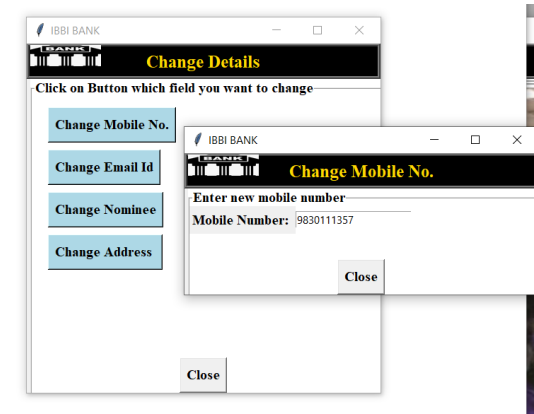 IBBI BANK
BANK
Change Details
Click on Button which field you want to change
Change Mobile No.
Change Email Id
Change Nominee
Change Address
Close
IBBI BANK
BANK
Change Mobile No.
Enter new mobile number
Mobile Number: 9830111357
Close